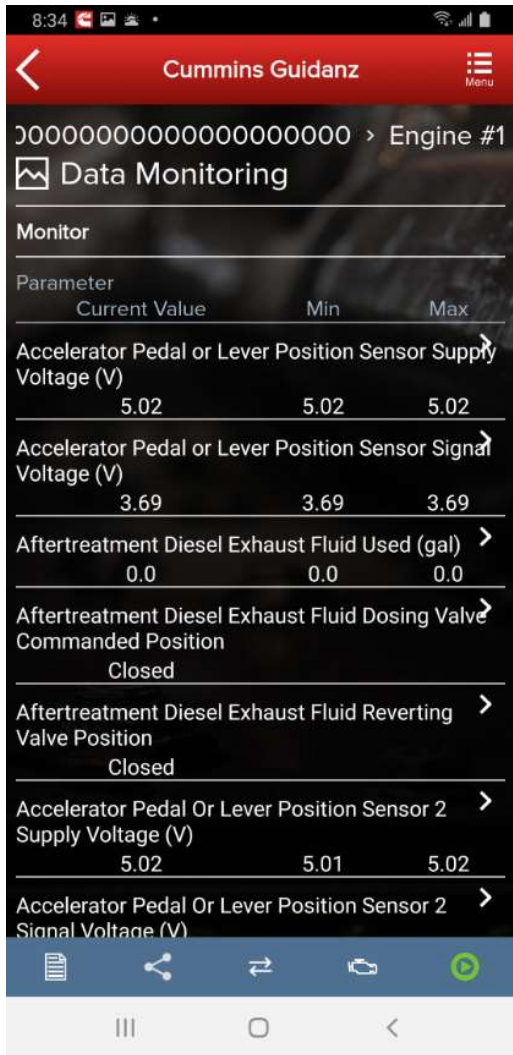 8:34
Cummins Guidanz
Menu
00000000000000000000000 > Engine #1
Data Monitoring
Monitor
Parameter
Current Value Min Max
Accelerator Pedal or Lever Position Sensor Supply
Voltage (V)
5.02 5.02 5.02
Accelerator Pedal or Lever Position Sensor Signal
Voltage (V)
3.69 3.69 3.69
Aftertreatment Diesel Exhaust Fluid Used (gal)
0.0 0.0 0.0
Aftertreatment Diesel Exhaust Fluid Dosing Valve
Commanded Position
Closed
Aftertreatment Diesel Exhaust Fluid Reverting
Valve Position
Closed
Accelerator Pedal Or Lever Position Sensor 2
Supply Voltage (V)
5.02 5.01 5.02
Accelerator Pedal Or Lever Position Sensor 2
Signal Voltage (V)